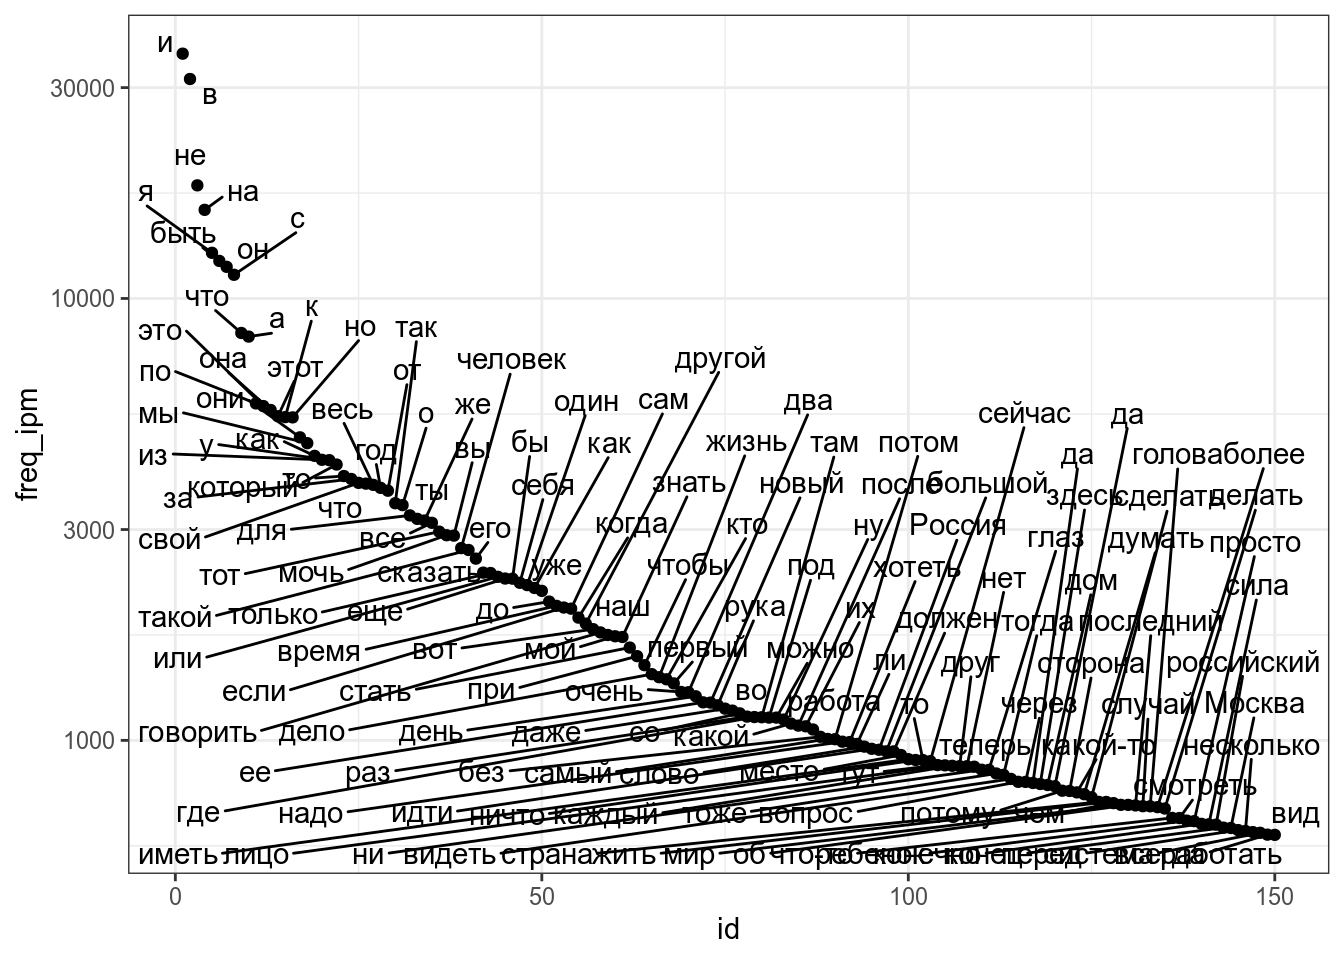 и
30000
в
не
я на
с
быть
он
10000 что
к
а
это но так
она другой
этот человек
по
от
они сам два
мы весь о же один сейчас да
у как бы как жизнь там потом
из год вы да голова более
который то ты себя знать новый после большой
за здесь сделать делать
что
3000 для его когда кто ну Россия
свой все глаз думать просто
тот мочь сказать уже чтобы под хотеть
нет дом сила
такой только еще до наш рука их
должен тогда последний
или время вот мой первый можно
ли друг сторона российский
если стать при очень во
говорить дело день даже со какой работа то через случай Москва
1000 теперь какой-то несколько
ее раз без самый слово место тут
смотреть
где надо идти ничто каждый тоже вопрос потому чем вид
иметь лицо ни видеть страна жить мир об
работать
0 50 100 150
id
freq_ipm